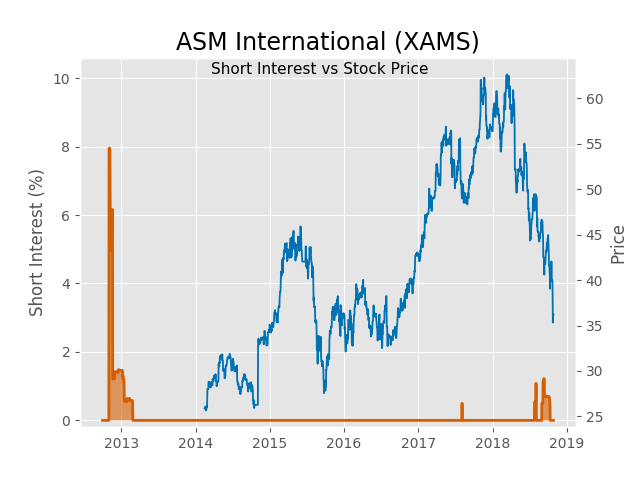 ASM International (XAMS)
Short Interest vs Stock Price
Short Interest (%)
10
8
6
4
2
0
60
55
50
45
40
35
30
25
Price
2013 2014 2015 2016 2017 2018 2019